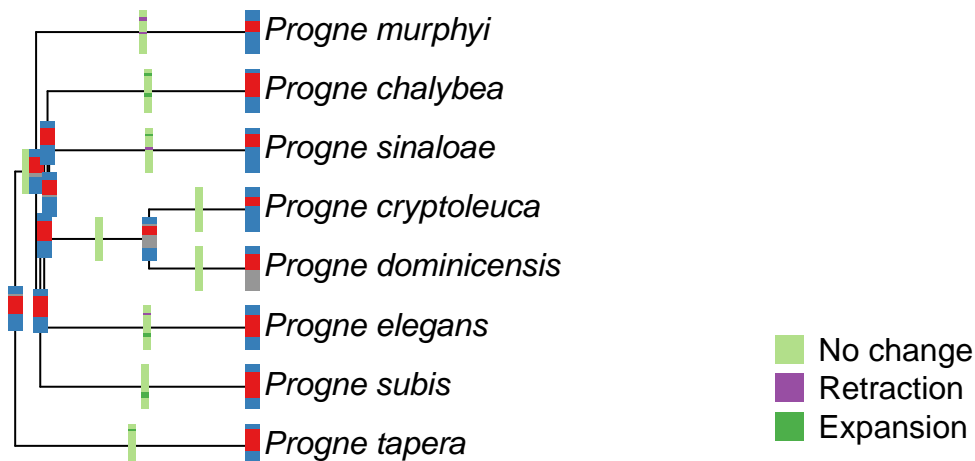 Progne murphyi
Progne chalybea
Progne sinaloae
Progne cryptoleuca
Progne dominicensis
Progne elegans
Progne subis
Progne tapera
No change
Retraction
Expansion